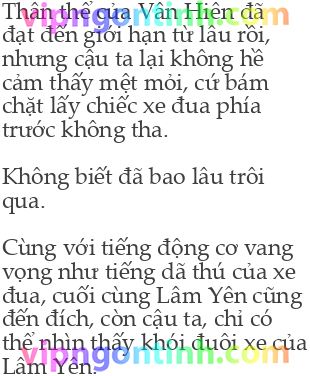 Thân thể của Văn Hiên đã
vipngontinh.com
đạt đến giới hạn từ lâu rồi,
nhưng cậu ta lại không hề
cảm thấy mệt mỏi, cứ bám
chặt lấy chiếc xe đua phía
trước không tha.
Không biết đã bao lâu trôi
qua.
Cùng với tiếng động cơ vang
vọng như tiếng dã thú của xe
đua, cuối cùng Lâm Yên cũng
đến đích, còn cậu ta, chỉ có
thể nhìn thấy khói đuôi xe của
vipngontinh.com
Lâm Yên.